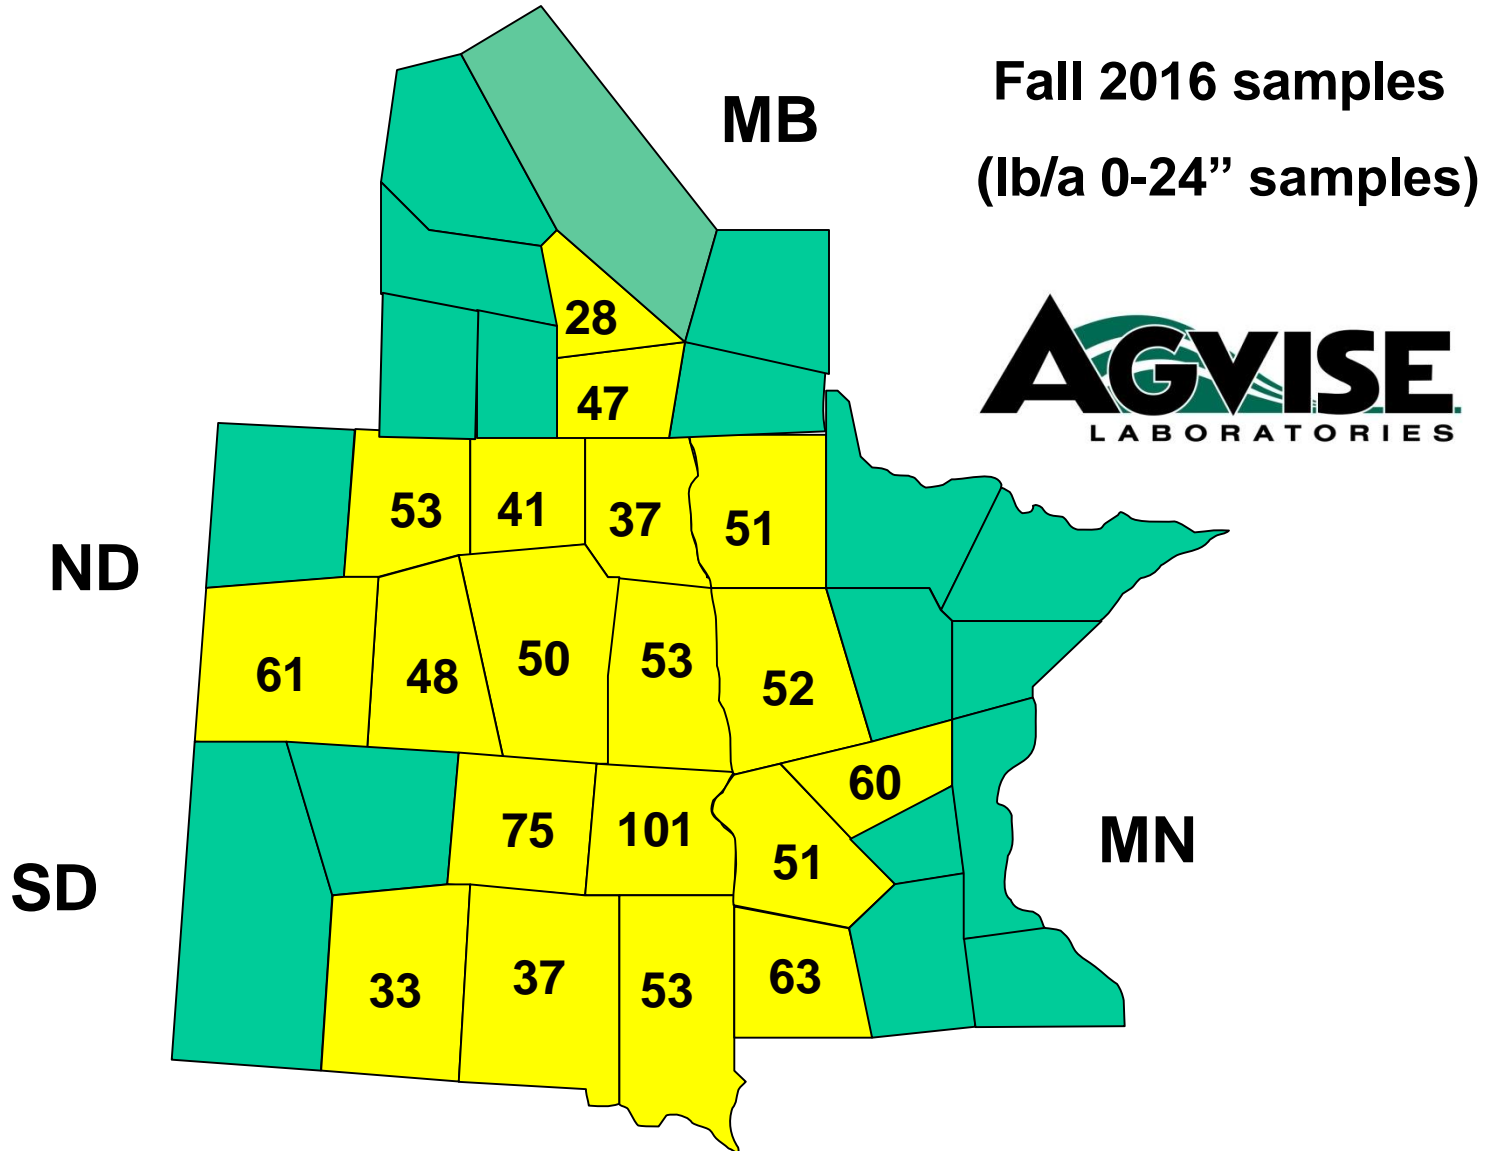 Fall 2016 samples
MB
(lb/a 0-24” samples)
28
AGVISE
47
LABORATORIES
53 41 37 51
ND
61 48 50 53 52
60
75 101 51
MN
SD
33 37 53 63